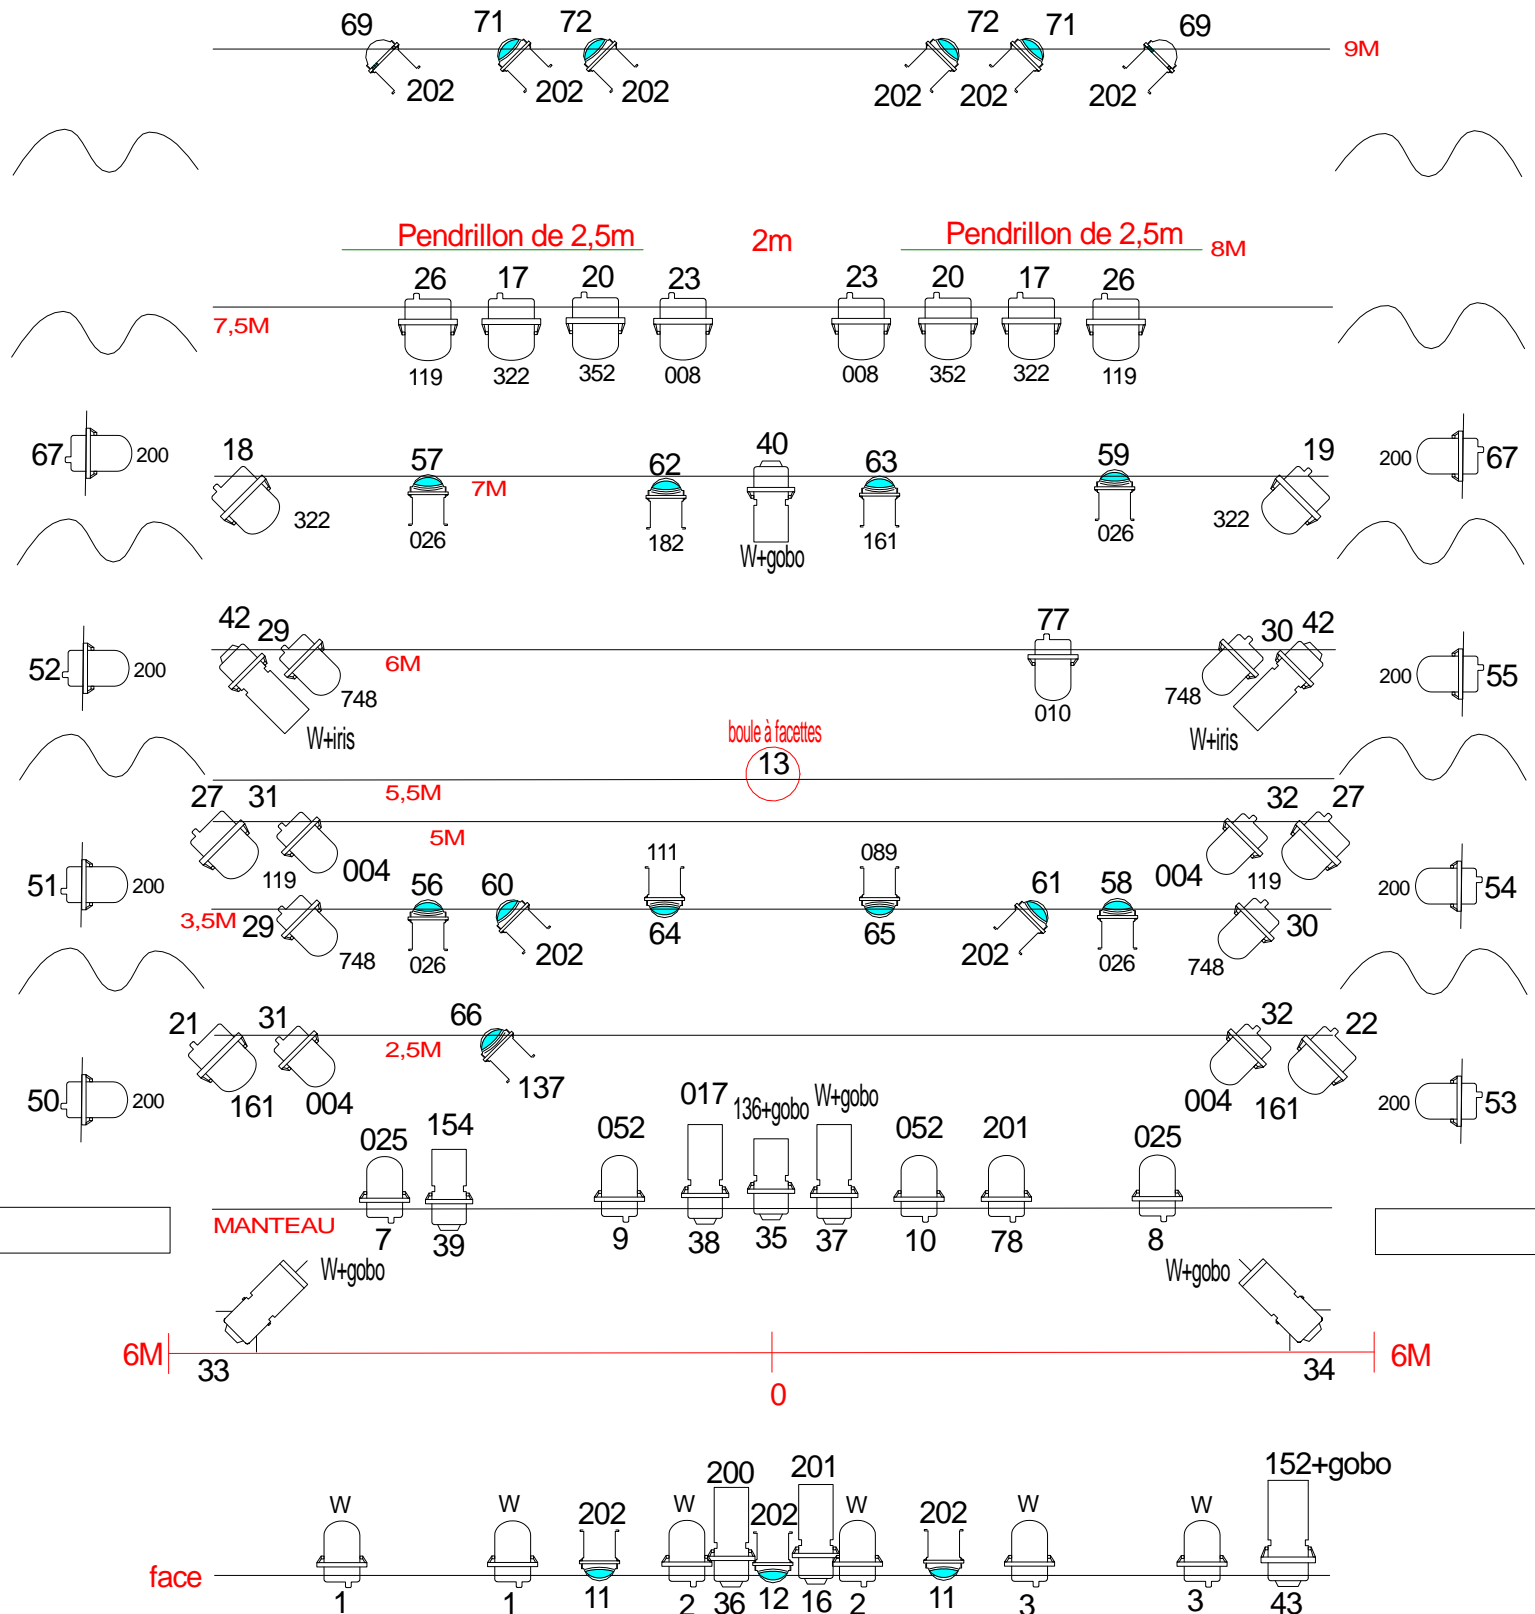 69 71 72 72 71 69
9M
202 202 202 202 202 202
Pendrillon de 2,5m 2m Pendrillon de 2,5m
8M
26 17 20 23 23 20 17 26
7,5M
119 322 352 008 008 352 322 119
67 200 18 57 62 40 63 59 19 200 67
7M
322 026 182 W+gobo 161 026 322
42 29 77 30 42
52 200 6M 200 55
748 010 748
W+iris W+iris
boule à facettes
13
5,5M
27 31 32 27
5M
119 004 111 089 004 119
51 200 56 60 61 58 200 54
3,5M 29 64 65 30
748 026 202 202 026 748
21 31 66 32 22
2,5M
50 200 161 004 137 004 161 200 53
017 136+gobo W+gobo
025 154 052 052 201 025
MANTEAU
7 39 9 38 35 37 10 78 8
W+gobo W+gobo
6M 6M
33 34
0
200 201 152+gobo
W W 202 W 202 W 202 W W
face
1 1 11 2 36 12 16 2 11 3 3 43